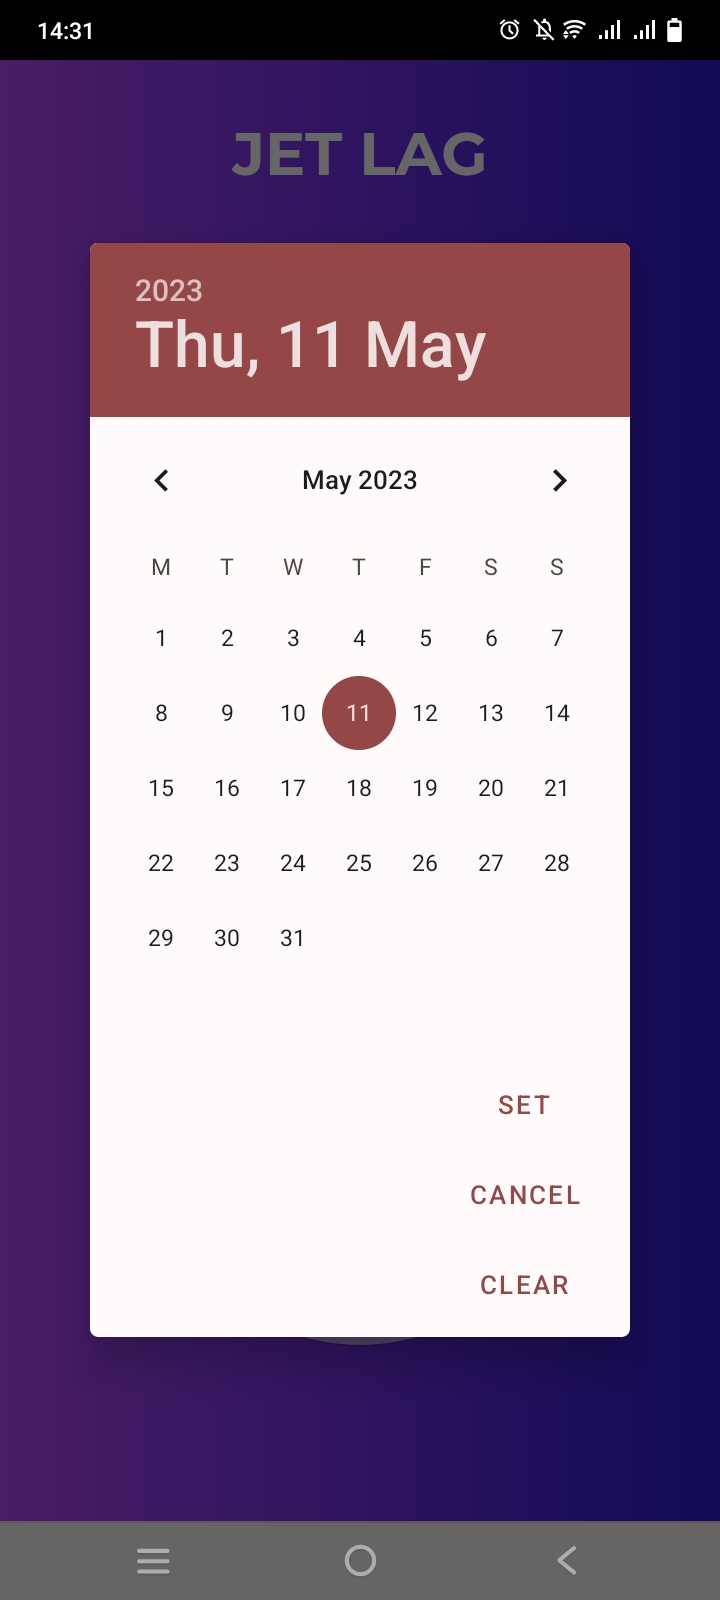 14:31
JET LAG
2023
Thu, 11 May
May 2023
M T W T F S S
1 2 3 4 5 6 7
8 9 10 11 12 13 14
15 16 17 18 19 20 21
22 23 24 25 26 27 28
29 30 31
SET
CANCEL
CLEAR